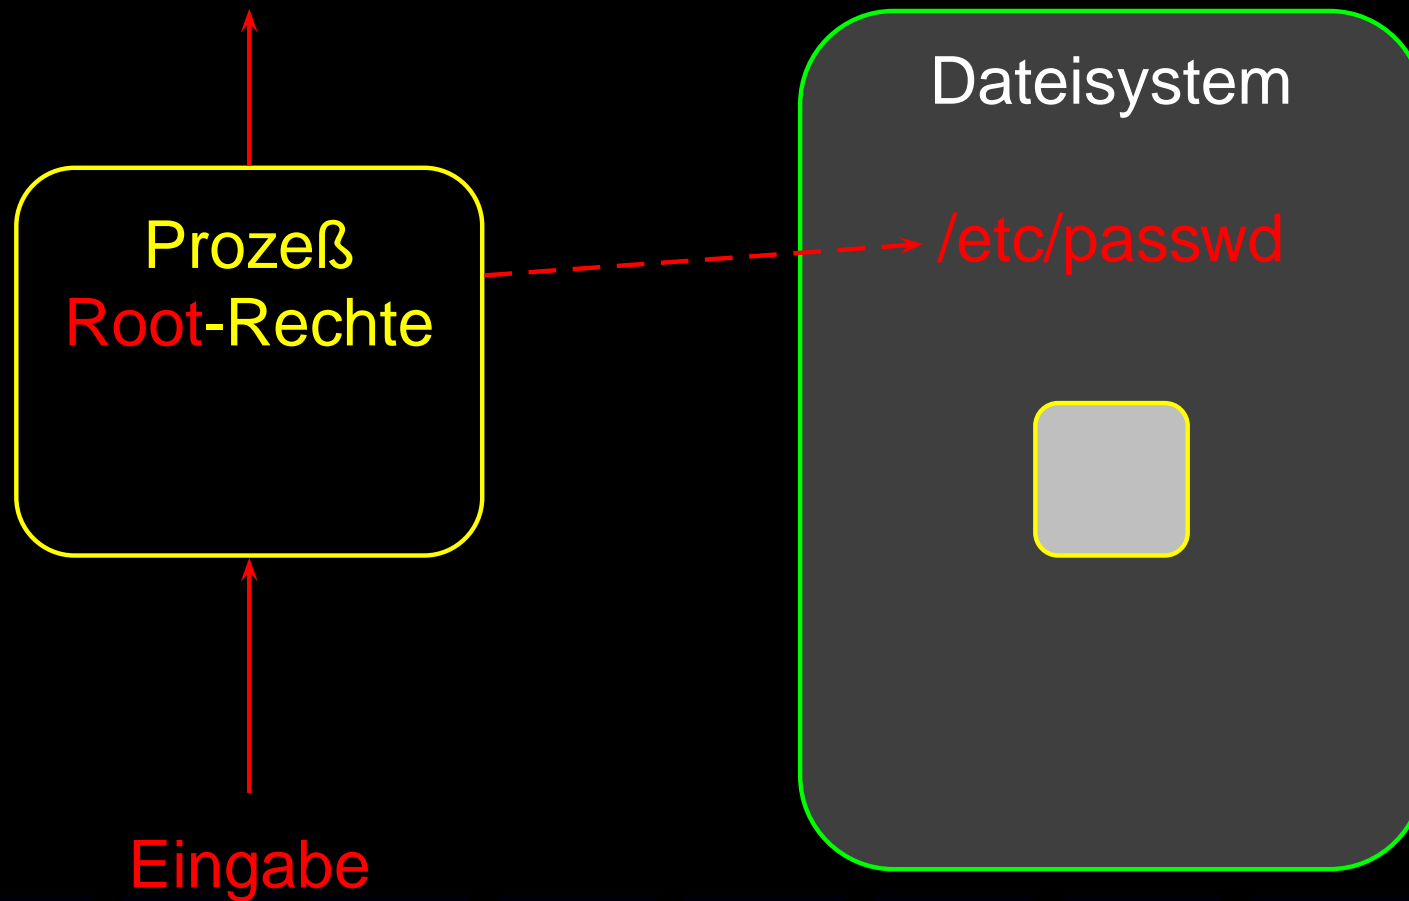 Dateisystem
Prozeß
Root-Rechte
/etc/passwd
Eingabe